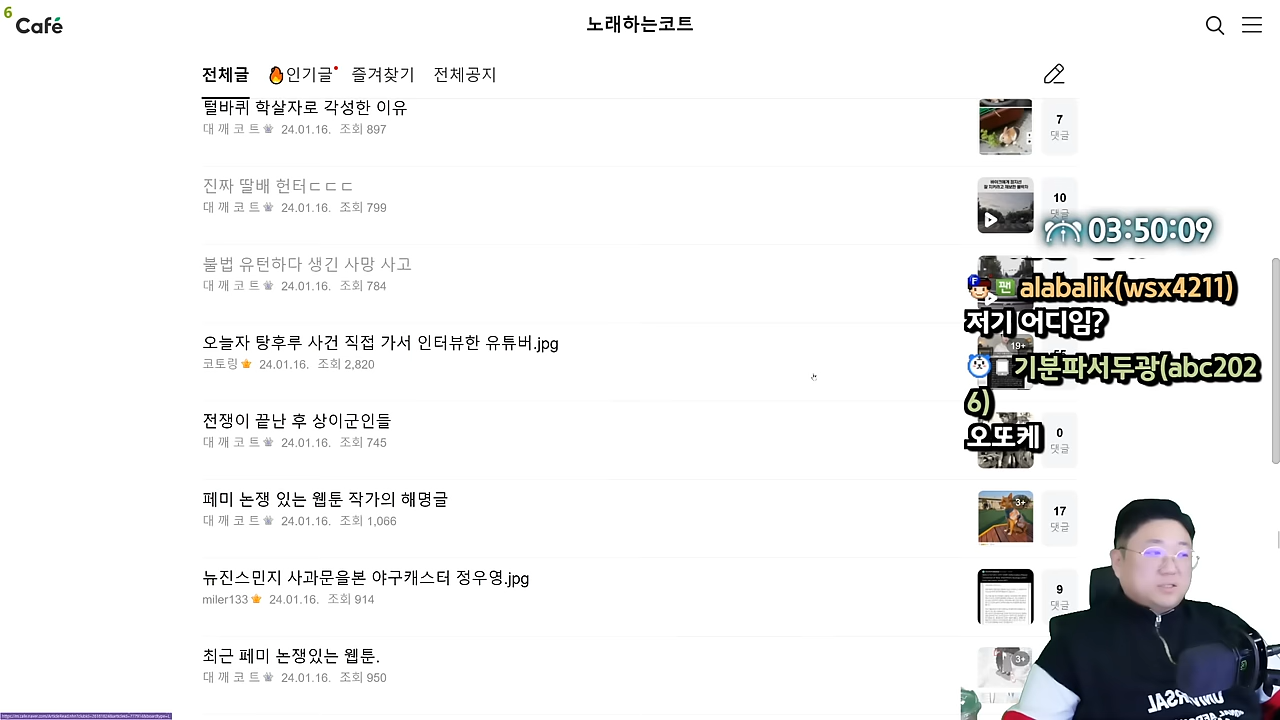 6
Café
노래하는코트
전체글 🔥인기글 즐겨찾기 전체공지
털바퀴 학살자로 각성한 이유
대 깨 코 트 24.01.16. 조회 897
7
댓글
진짜 딸배 헌터ㄷㄷㄷ
대 깨 코 트 24.01.16. 조회 799
10
댓글
03:50:09
불법 유턴하다 생긴 사망 사고
대 깨 코 트 24.01.16. 조회 784
팬 alabalik(wsx4211)
저기 어디임?
오늘자 탕후루 사건 직접 가서 인터뷰한 유튜버.jpg
코토링 24.01.16. 조회 2,820
19+
기분파서두광(abc202
6)
오또케
전쟁이 끝난 후 상이군인들
대 깨 코 트 24.01.16. 조회 745
0
댓글
페미 논쟁 있는 웹툰 작가의 해명글
대 깨 코 트 24.01.16. 조회 1,066
3+
17
댓글
뉴진스민지 사과문을본 야구캐스터 정우영.jpg
24.01.16. 조회
9
댓글
최근 페미 논쟁있는 웹툰.
대 깨 코 트 24.01.16. 조회 950
3+